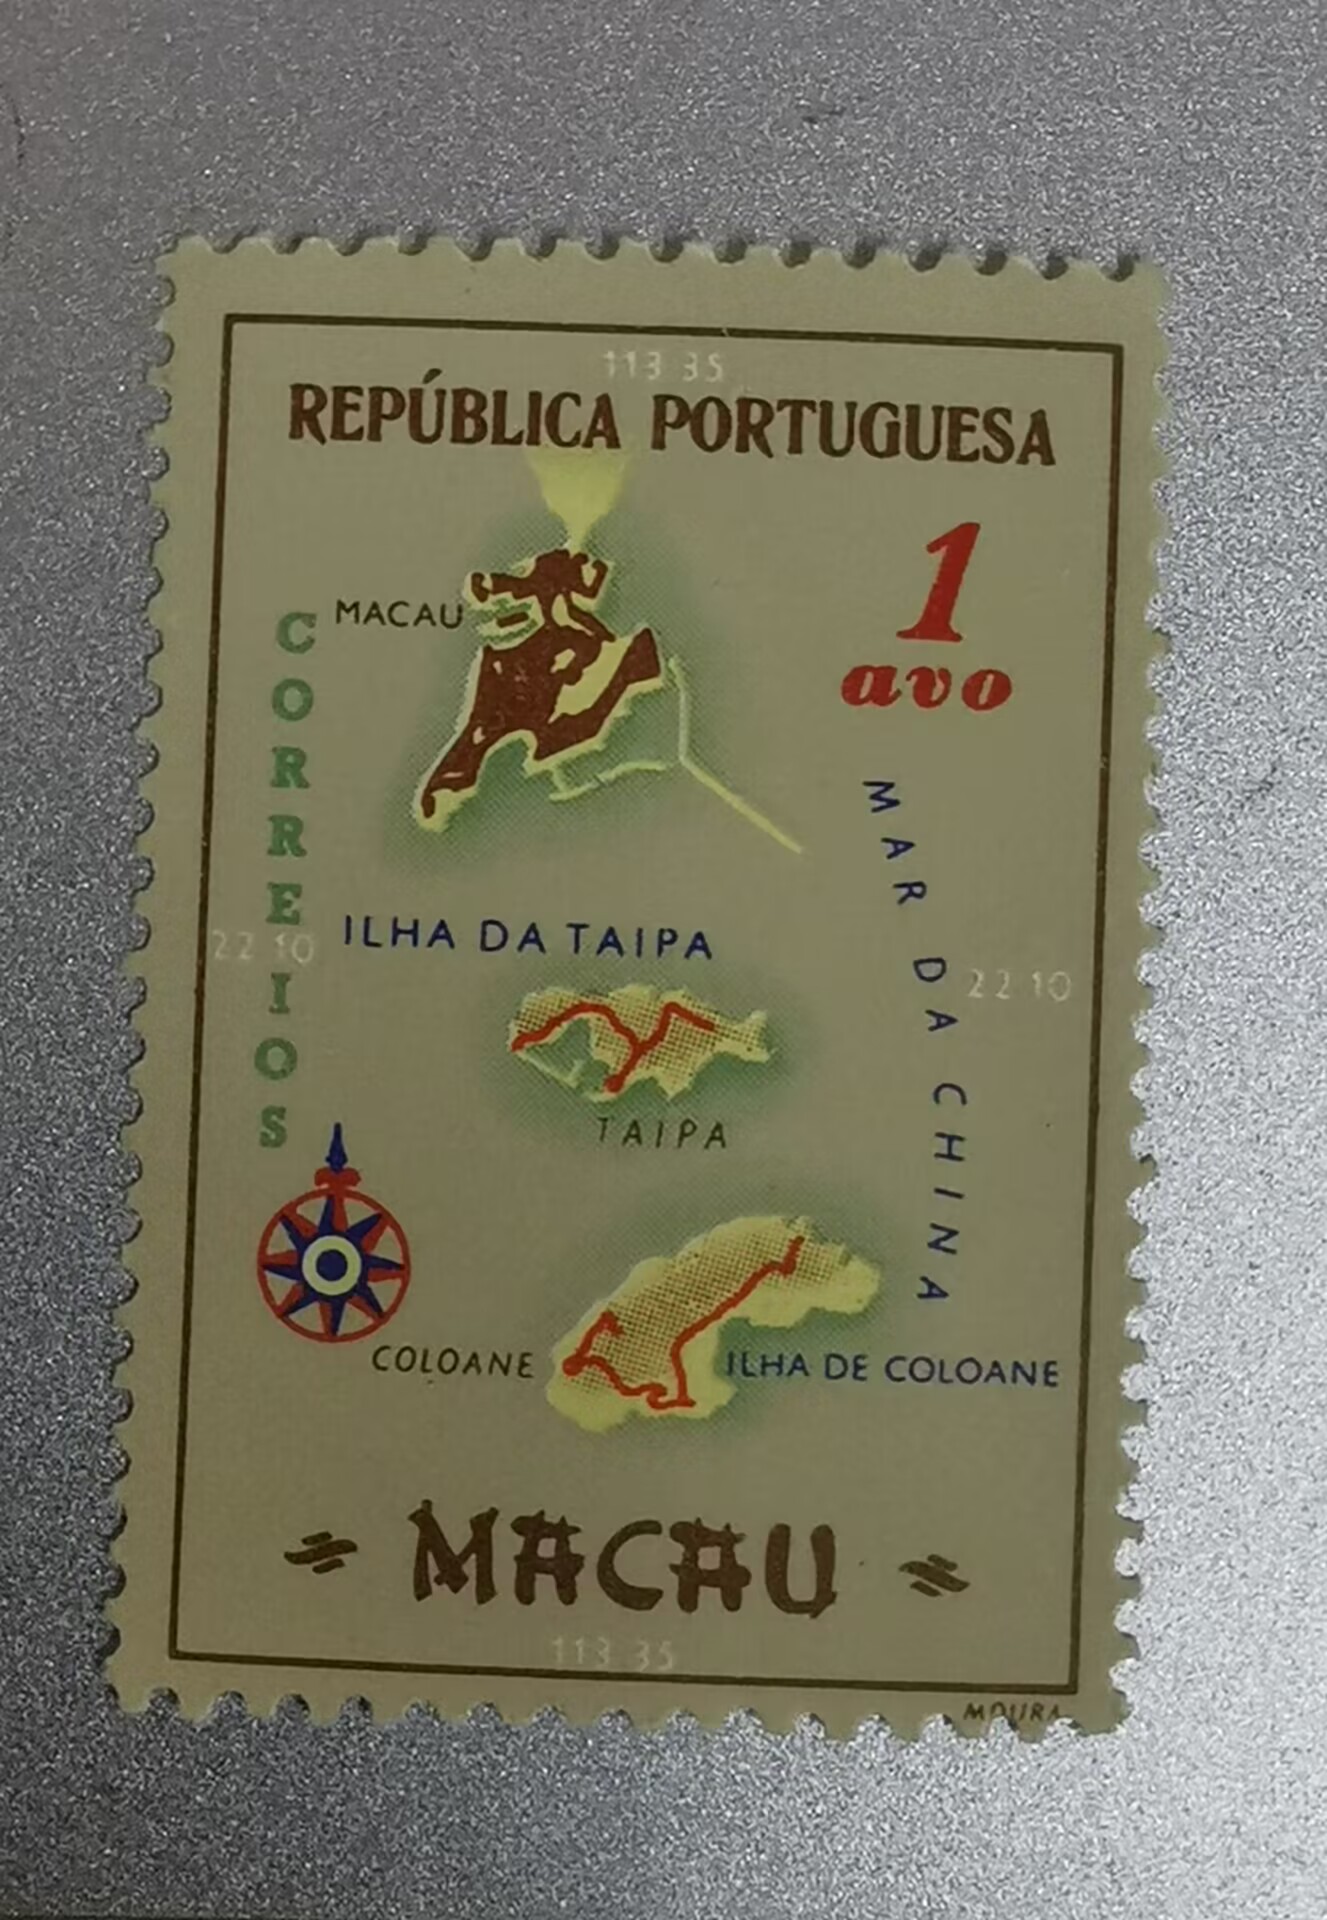 113 35
REPÚBLICA PORTUGUESA
1
avo
MACAU
CORREIOS
MAR DA CHINA
ILHA DA TAIPA
22 10
22 10
TAIPA
COLOANE
ILHA DE COLOANE
MACAU
113 35
MOURA